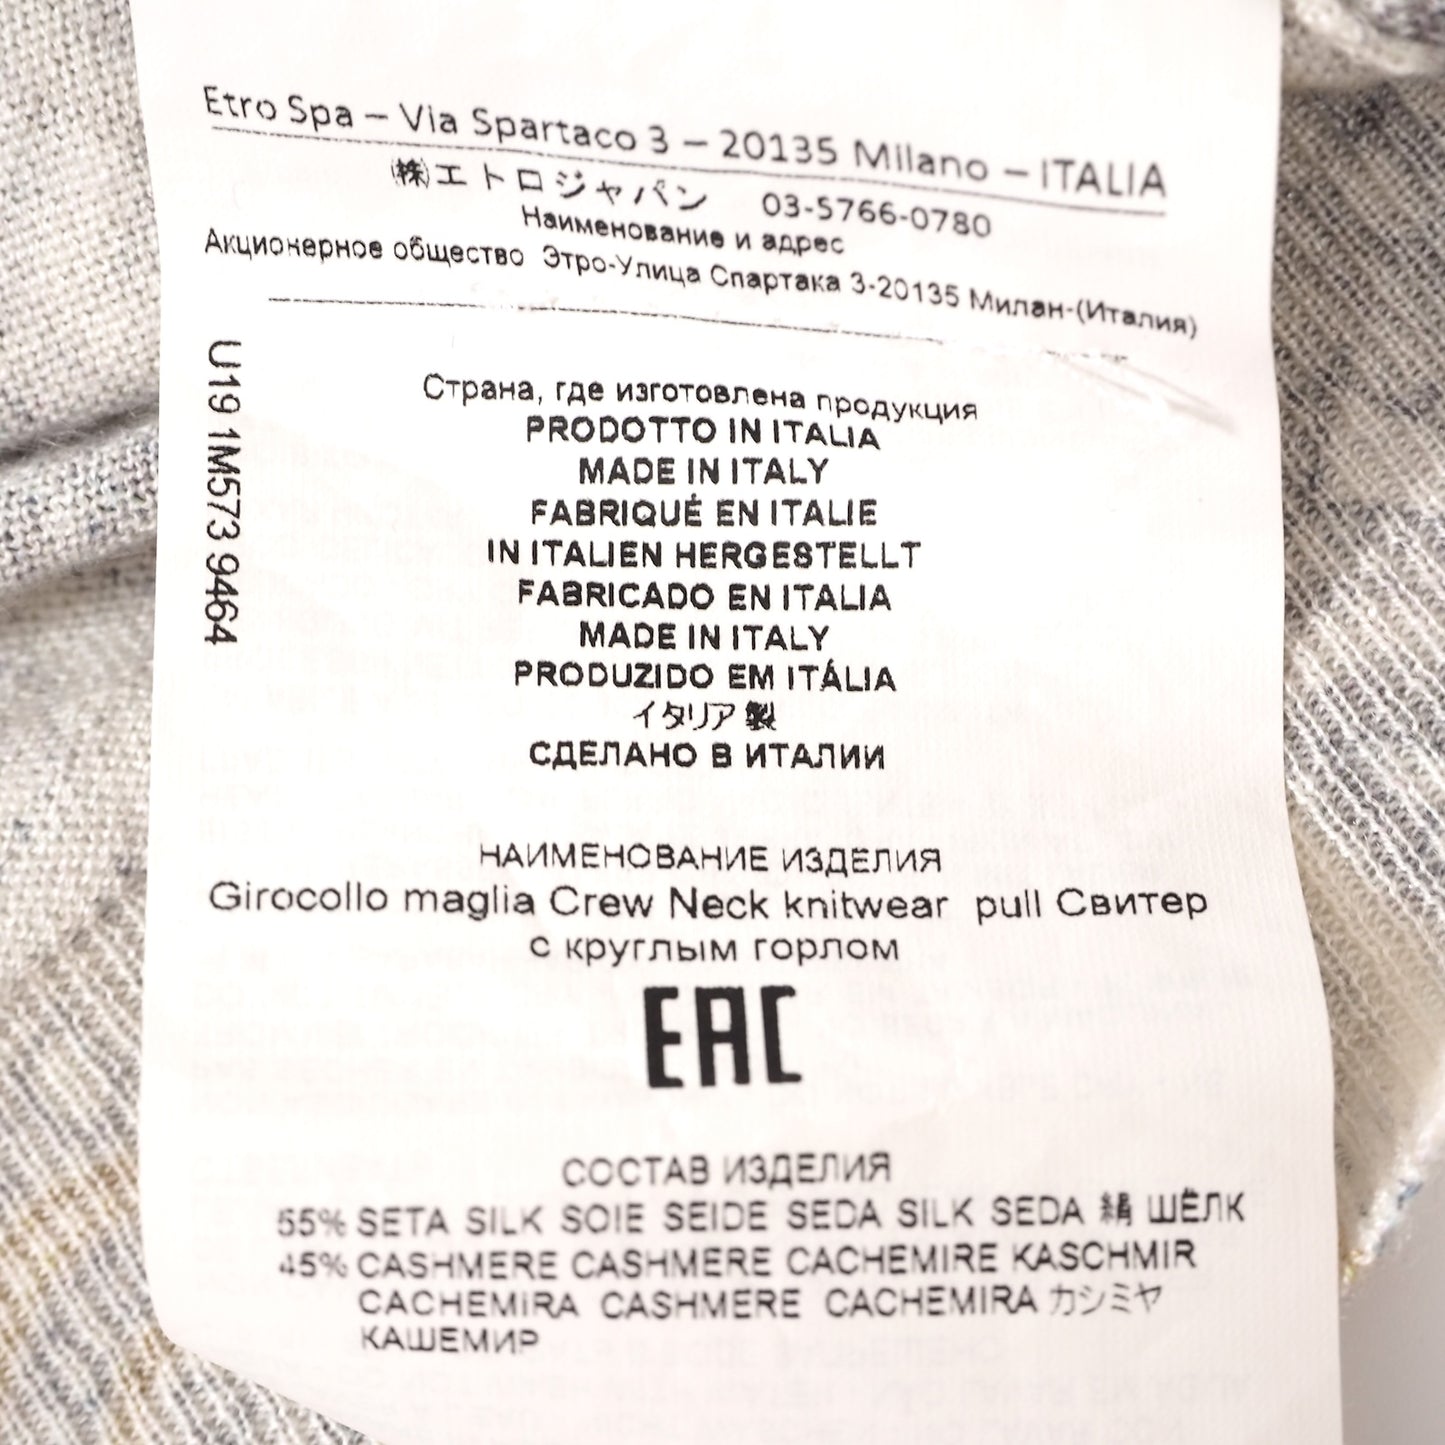 Etro Spa – Via Spartaco 3 – 20135 Milano – ITALIA
㈱エトロジャパン 03-5766-0780
Наименование и адрес
Акционерное общество Этро-Улица Спартака 3-20135 Милан-(Италия)
U19 1M573 9464
Страна, где изготовлена продукция
PRODOTTO IN ITALIA
MADE IN ITALY
FABRIQUÉ EN ITALIE
IN ITALIEN HERGESTELLT
FABRICADO EN ITALIA
MADE IN ITALY
PRODUZIDO EM ITÁLIA
イタリア製
СДЕЛАНО В ИТАЛИИ
НАИМЕНОВАНИЕ ИЗДЕЛИЯ
Girocollo maglia Crew Neck knitwear pull Свитер
с круглым горлом
EAC
СОСТАВ ИЗДЕЛИЯ
55% SETA SILK SOIE SEIDE SEDA SILK SEDA 絹 ШЁЛК
45% CASHMERE CASHMERE CACHEMIRE KASCHMIR
CACHEMIRA CASHMERE CACHEMIRA カシミヤ
КАШЕМИР